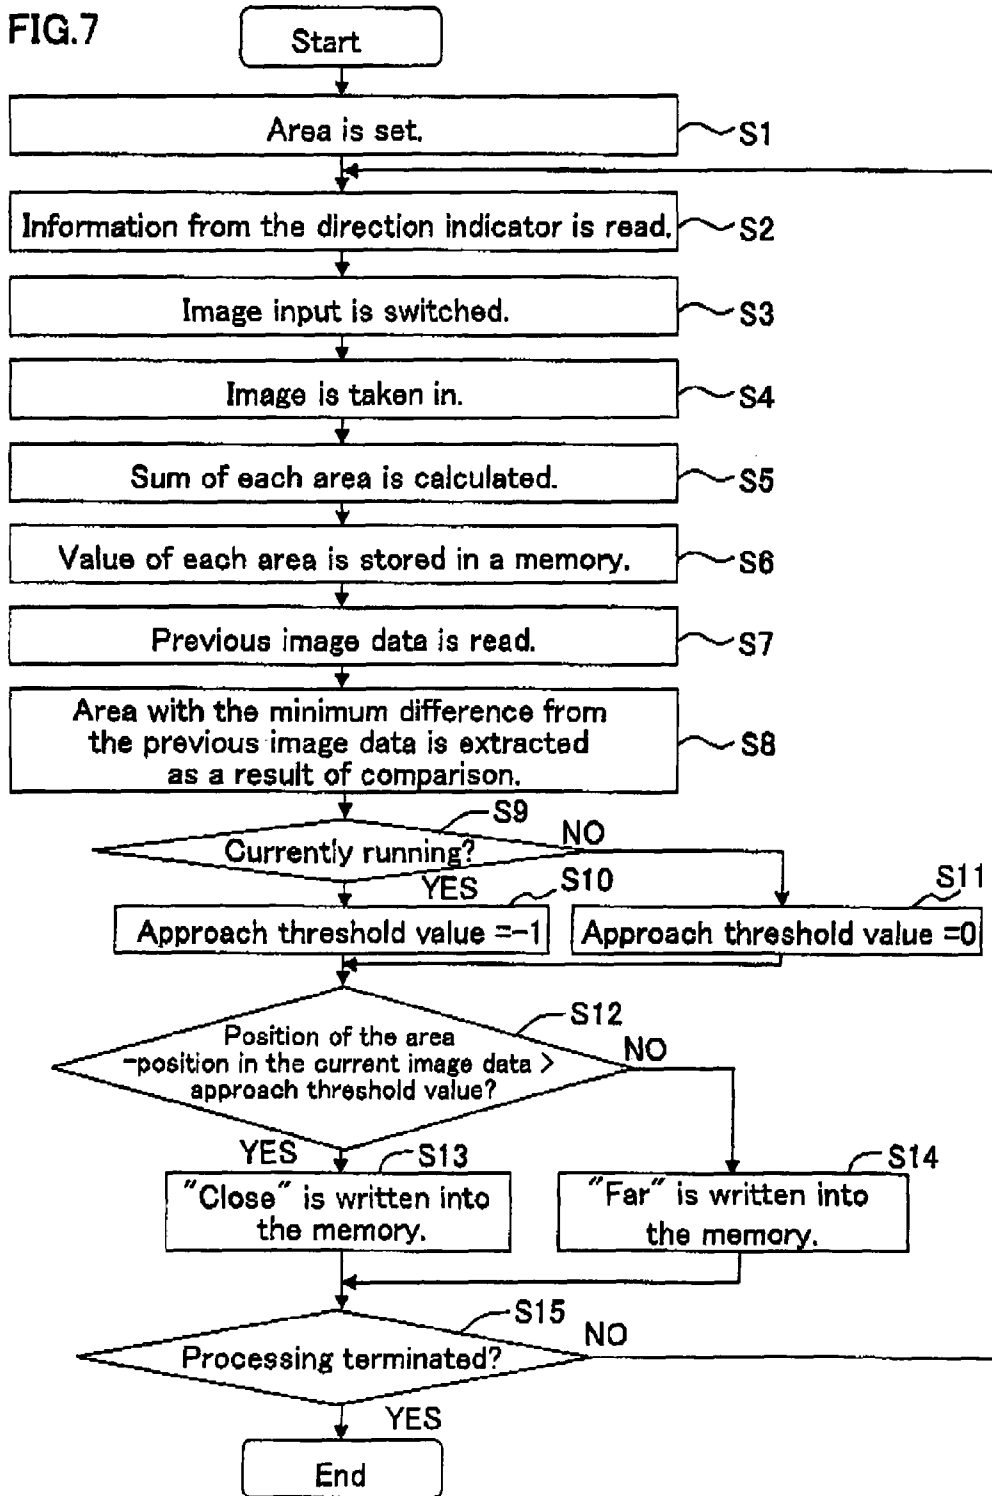 FIG.7
Start
Area is set.
S1
Information from the direction indicator is read.
S2
Image input is switched.
S3
Image is taken in.
S4
Sum of each area is calculated.
S5
Value of each area is stored in a memory.
S6
Previous image data is read.
S7
Area with the minimum difference from
the previous image data is extracted
as a result of comparison.
S8
S9
Currently running?
NO
YES
S10
S11
Approach threshold value =-1
Approach threshold value =0
S12
Position of the area
-position in the current image data >
approach threshold value?
NO
YES
S13
S14
"Close" is written into
the memory.
"Far" is written into
the memory.
S15
Processing terminated?
NO
YES
End